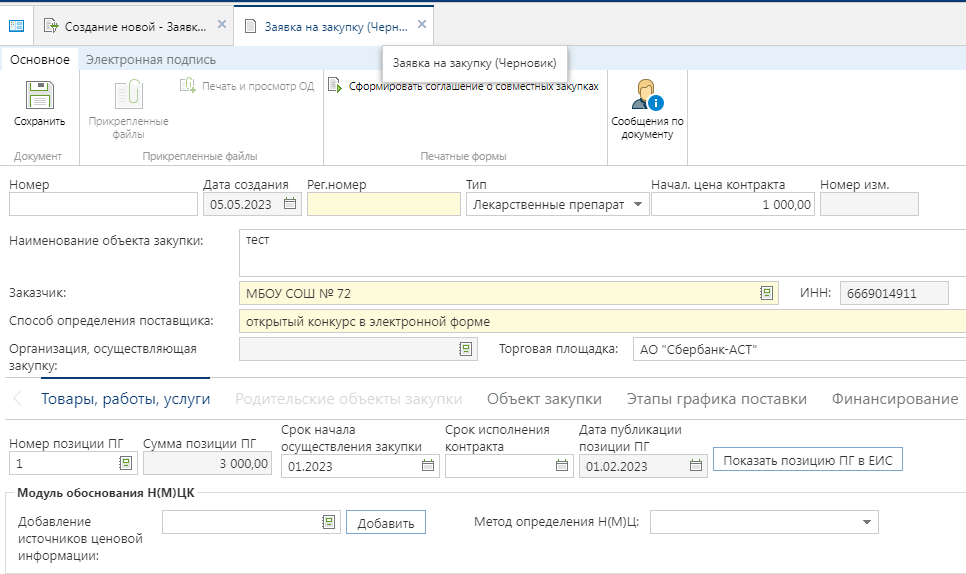 Создание новой - Заявк...
Заявка на закупку (Черн...
Основное
Электронная подпись
Заявка на закупку (Черновик)
Сохранить
Прикрепленные
файлы
Печать и просмотр ОД
Сформировать соглашение о совместных закупках
Сообщения по
документу
Документ
Прикрепленные файлы
Печатные формы
Номер
Дата создания
Рег.номер
Тип
Начал. цена контракта
Номер изм.
05.05.2023
Лекарственные препарат
1 000,00
Наименование объекта закупки:
тест
Заказчик:
МБОУ СОШ № 72
ИНН:
6669014911
Способ определения поставщика:
открытый конкурс в электронной форме
Организация, осуществляющая
закупку:
Торговая площадка:
АО "Сбербанк-АСТ"
Товары, работы, услуги
Родительские объекты закупки
Объект закупки
Этапы графика поставки
Финансирование
Номер позиции ПГ
Сумма позиции ПГ
Срок начала
осуществления закупки
Срок исполнения
контракта
Дата публикации
позиции ПГ
1
3 000,00
01.2023
01.02.2023
Показать позицию ПГ в ЕИС
Модуль обоснования Н(М)ЦК
Добавление
источников ценовой
информации:
Добавить
Метод определения Н(М)Ц: